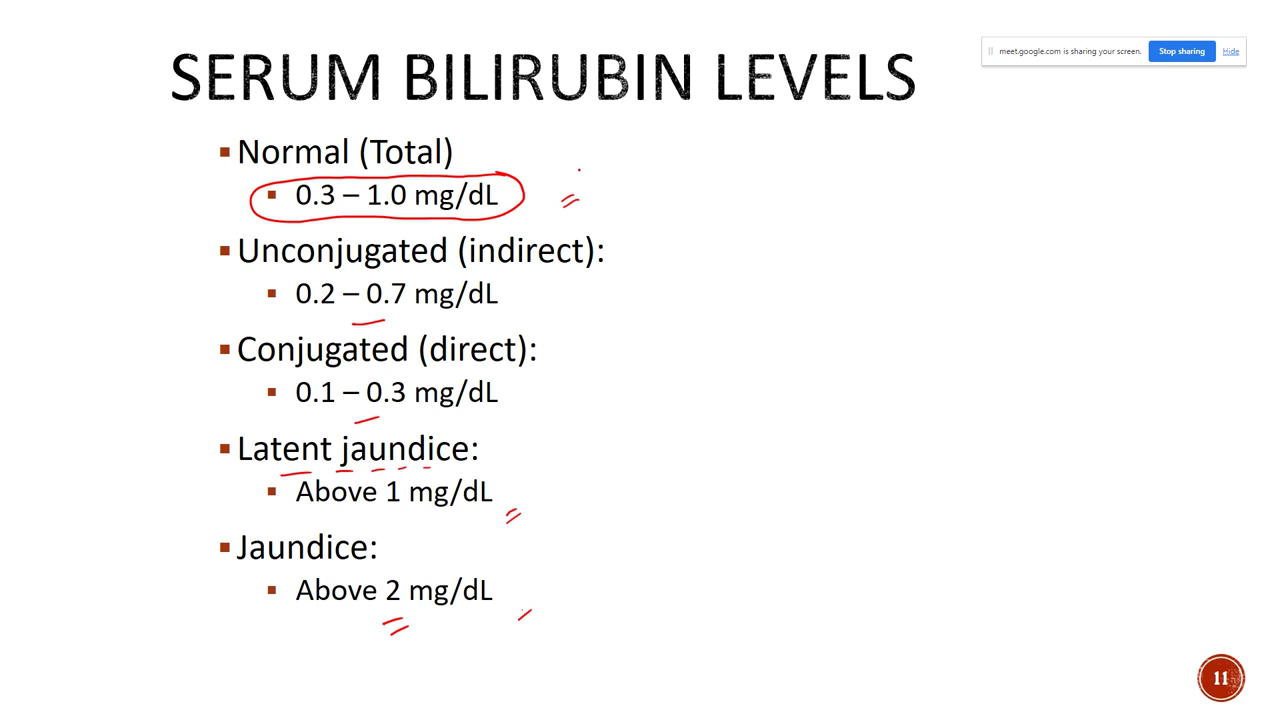 meet.google.com is sharing your screen. Stop sharing Hide
SERUM BILIRUBIN LEVELS
Normal (Total)
0.3 – 1.0 mg/dL
Unconjugated (indirect):
0.2 – 0.7 mg/dL
Conjugated (direct):
0.1 – 0.3 mg/dL
Latent jaundice:
Above 1 mg/dL
Jaundice:
Above 2 mg/dL
11